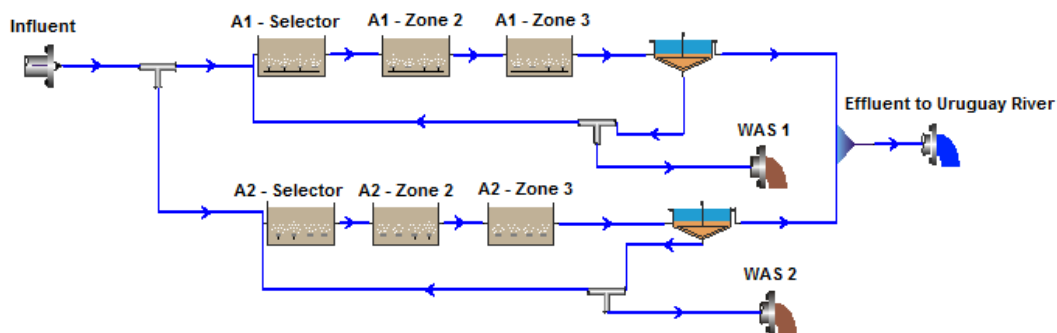 Influent
A1 - Selector
A1 - Zone 2
A1 - Zone 3
Effluent to Uruguay River
WAS 1
A2 - Selector
A2 - Zone 2
A2 - Zone 3
WAS 2